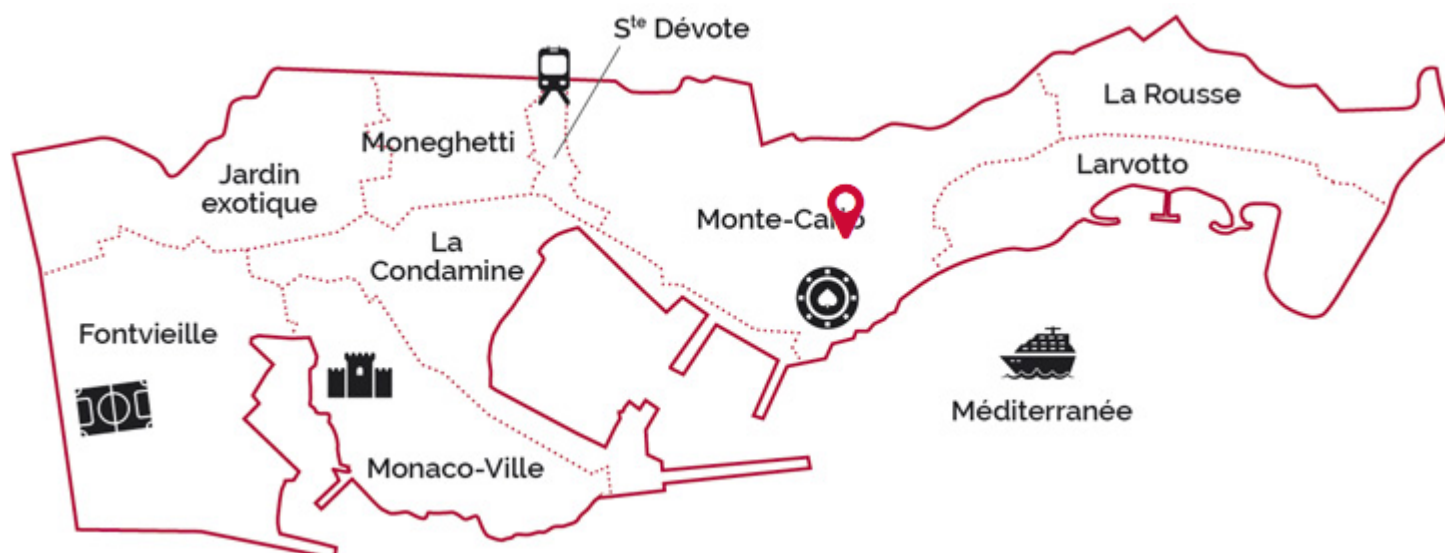 Sᵗᵉ Dévote
La Rousse
Moneghetti
Larvotto
Jardin
exotique
Monte-Carlo
La
Condamine
Fontvieille
Méditerranée
Monaco-Ville